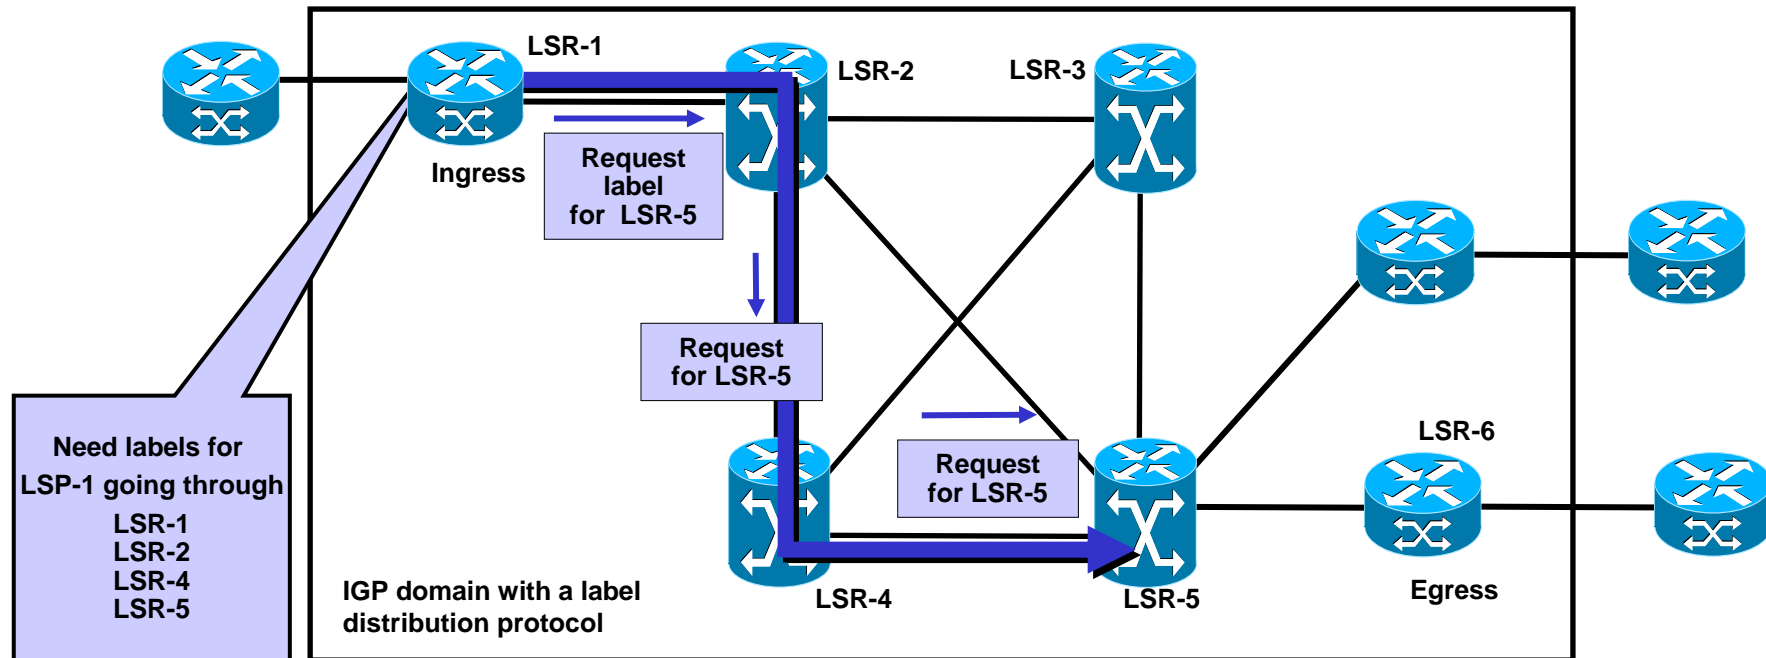 LSR-1
LSR-2
LSR-3
Ingress
Request
label
for LSR-5
Request
for LSR-5
Request
for LSR-5
Need labels for
LSP-1 going through
LSR-1
LSR-2
LSR-4
LSR-5
LSR-6
IGP domain with a label
distribution protocol
LSR-4
LSR-5
Egress